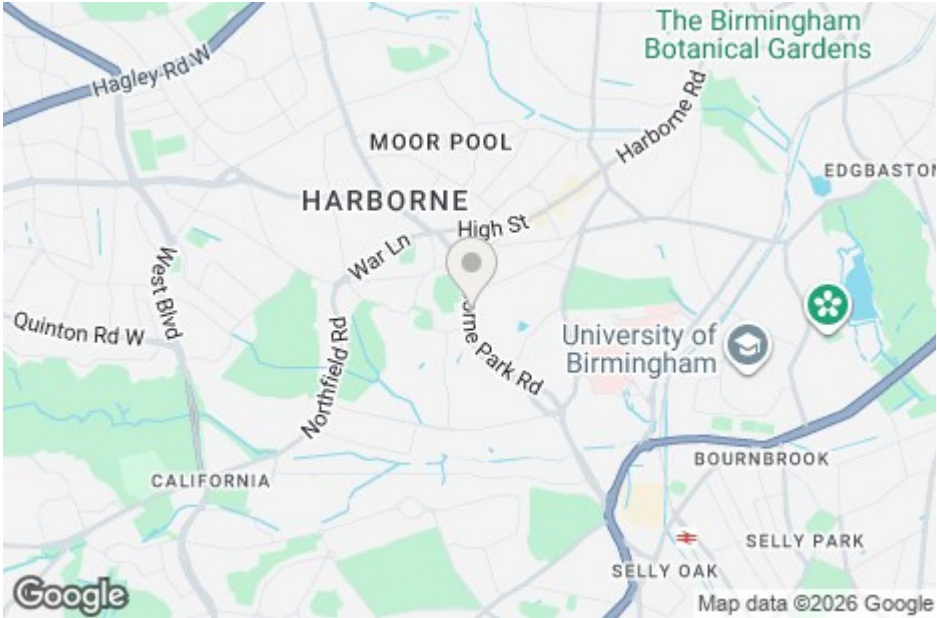 The Birmingham
Botanical Gardens
Hagley Rd W
Harborne Rd
MOOR POOL
EDGBASTON
HARBORNE
High St
War Ln
West Blvd
Quinton Rd W
Northfield Rd
orne Park Rd
University of
Birmingham
BOURNBROOK
CALIFORNIA
SELLY PARK
SELLY OAK
Google
Map data ©2026 Google